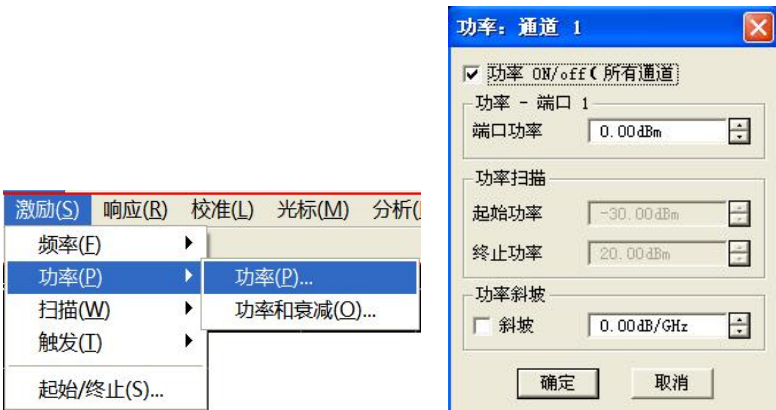 激励(S) 响应(R) 校准(L) 光标(M) 分析(
频率(F)
功率(P)
扫描(W)
触发(T)
起始/终止(S)...
功率(P)...
功率和衰减(O)...
功率: 通道 1
功率 ON/off(所有通道
功率 - 端口 1
端口功率 0.00dBm
功率扫描
起始功率 -30.00dBm
终止功率 20.00dBm
功率斜坡
斜坡 0.00dB/GHz
确定 取消